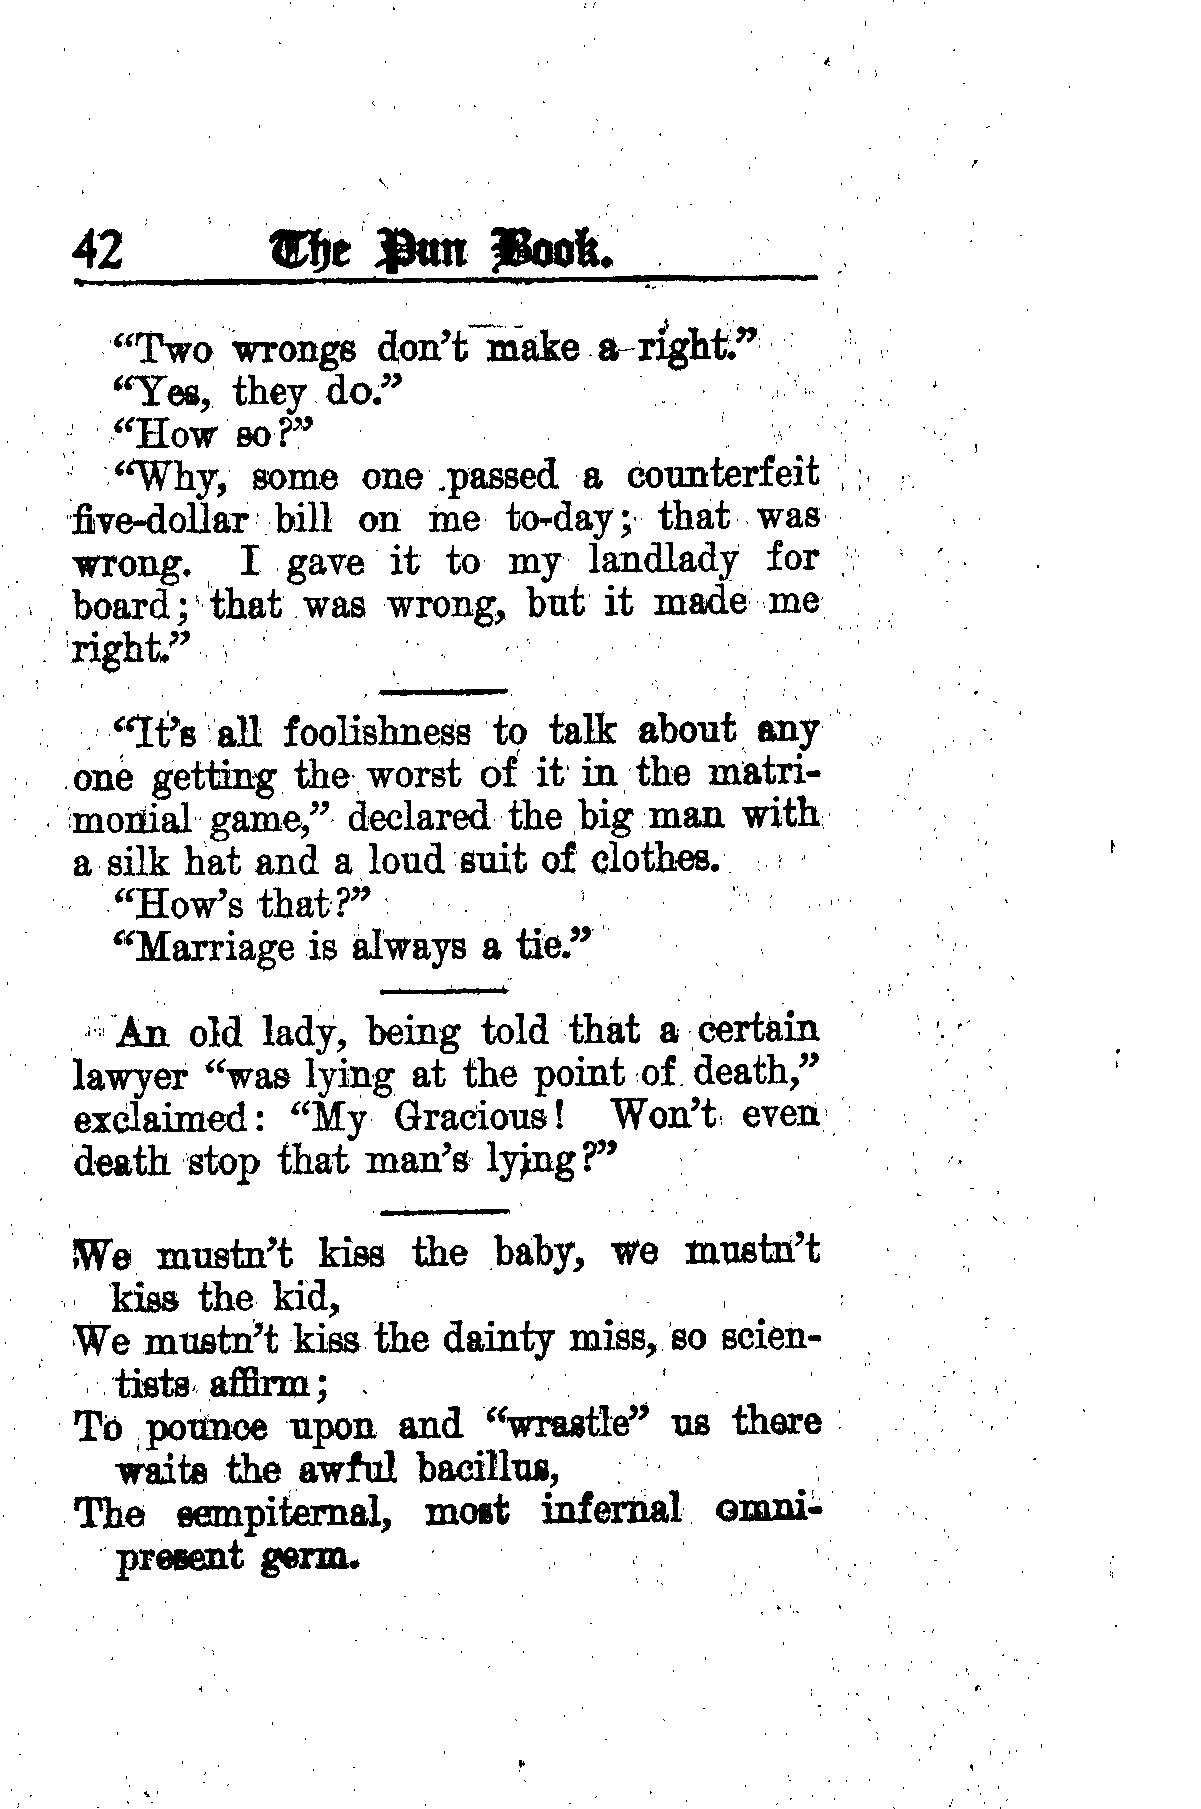 42 The Pun Book.
“Two wrongs don’t make a right.”
“Yes, they do.”
“How so?”
“Why, some one passed a counterfeit
five-dollar bill on me to-day; that was
wrong. I gave it to my landlady for
board; that was wrong, but it made me
right.”
“It’s all foolishness to talk about any
one getting the worst of it in the matri-
monial game,” declared the big man with
a silk hat and a loud suit of clothes.
“How’s that?”
“Marriage is always a tie.”
An old lady, being told that a certain
lawyer “was lying at the point of death,”
exclaimed: “My Gracious! Won’t even
death stop that man’s lying?”
We mustn’t kiss the baby, we mustn’t
kiss the kid,
We mustn’t kiss the dainty miss, so scien-
tists affirm;
To pounce upon and “wrastle” us there
waits the awful bacillus,
The sempiternal, most infernal omni-
present germ.